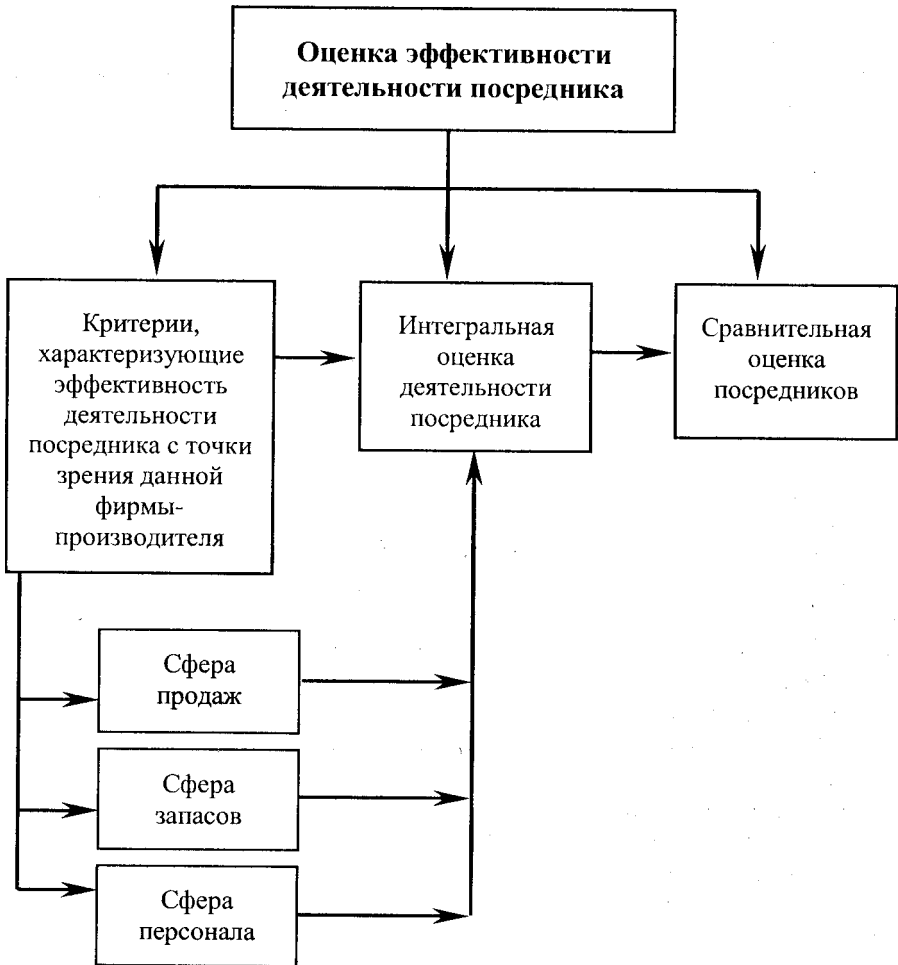 Оценка эффективности
деятельности посредника
Критерии,
характеризующие
эффективность
деятельности
посредника с точки
зрения данной
фирмы-
производителя
Интегральная
оценка
деятельности
посредника
Сравнительная
оценка
посредников
Сфера
продаж
Сфера
запасов
Сфера
персонала